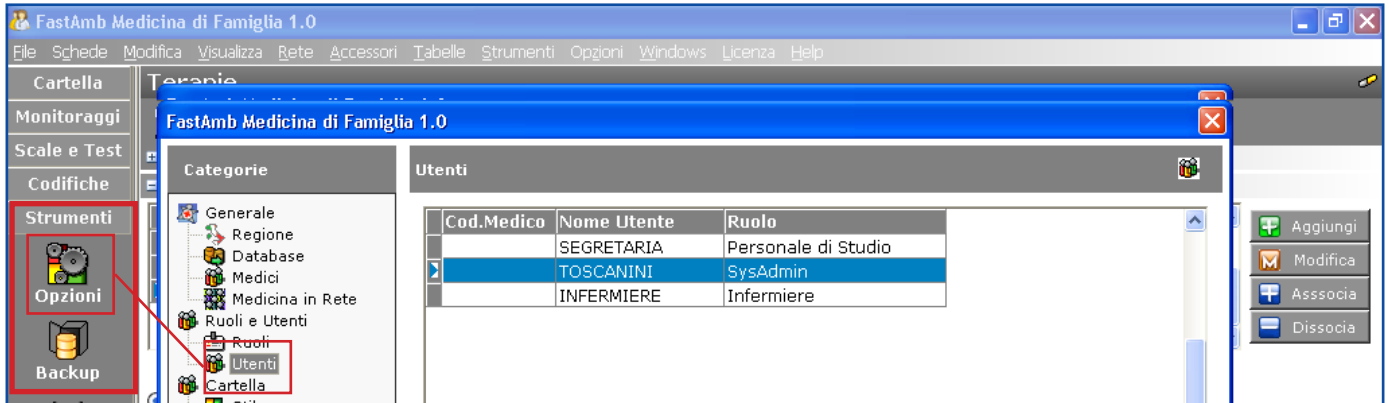 FastAmb Medicina di Famiglia 1.0
File Schede Modifica Visualizza Rete Accessori Tabelle Strumenti Opzioni Windows Licenza Help
Cartella
Monitoraggi
Scale e Test
Codifiche
Strumenti
Opzioni
Backup
Terapie
FastAmb Medicina di Famiglia 1.0
Categorie
Generale
Regione
Database
Medici
Medicina in Rete
Ruoli e Utenti
Ruoli
Utenti
Cartella
Utenti
Cod.Medico Nome Utente Ruolo
SEGRETARIA Personale di Studio
TOSCANINI SysAdmin
INFERMIERE Infermiere
Aggiungi
Modifica
Asssocia
Dissocia